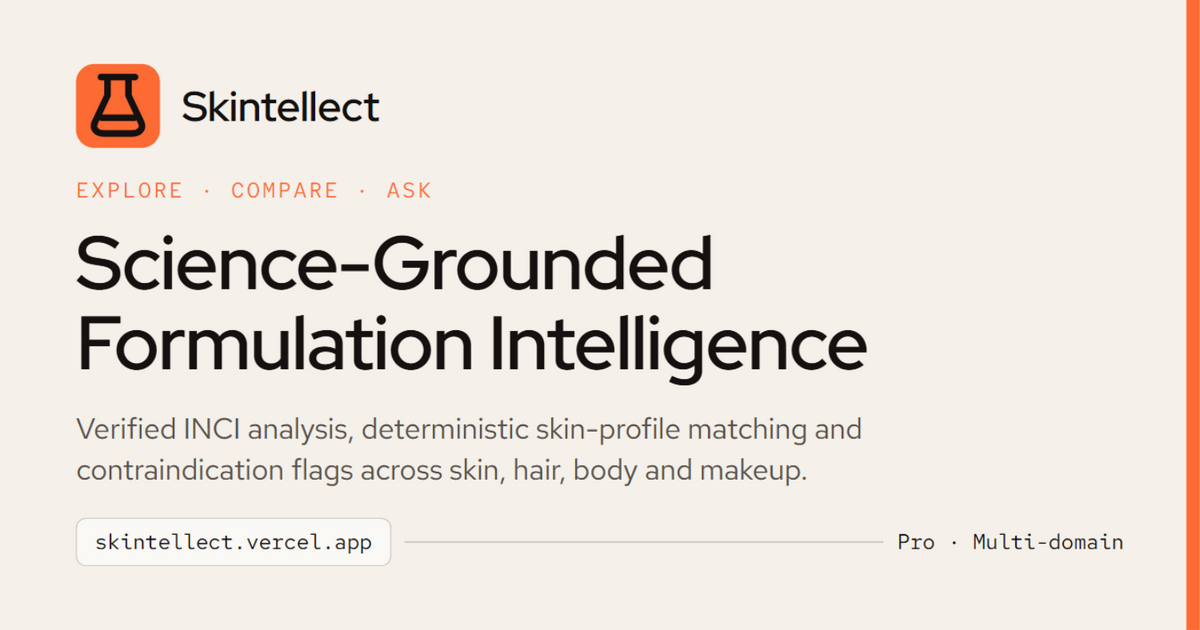 Skintellect
EXPLORE · COMPARE · ASK
Science-Grounded
Formulation Intelligence
Verified INCI analysis, deterministic skin-profile matching and
contraindication flags across skin, hair, body and makeup.
skintellect.vercel.app
Pro · Multi-domain